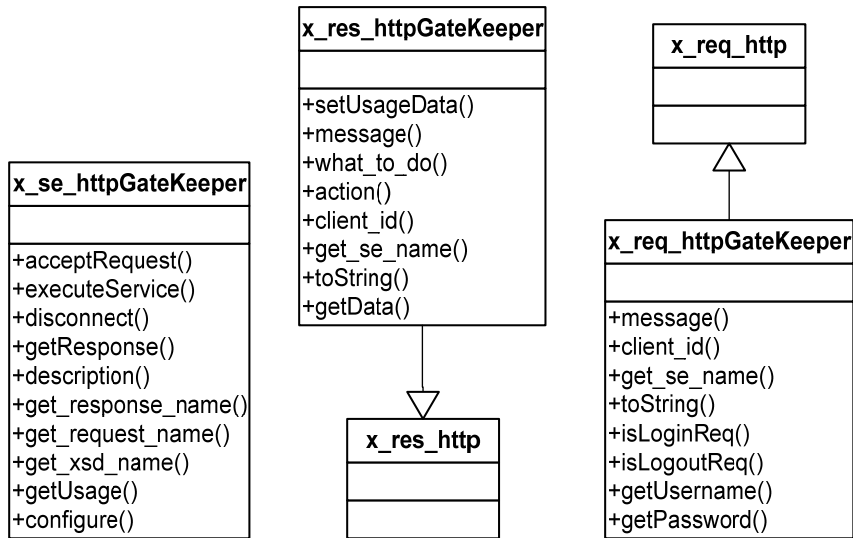 x_se_httpGateKeeper
+acceptRequest()
+executeService()
+disconnect()
+getResponse()
+description()
+get_response_name()
+get_request_name()
+get_xsd_name()
+getUsage()
+configure()
x_res_httpGateKeeper
+setUsageData()
+message()
+what_to_do()
+action()
+client_id()
+get_se_name()
+toString()
+getData()
x_res_http
x_req_http
x_req_httpGateKeeper
+message()
+client_id()
+get_se_name()
+toString()
+isLoginReq()
+isLogoutReq()
+getUsername()
+getPassword()